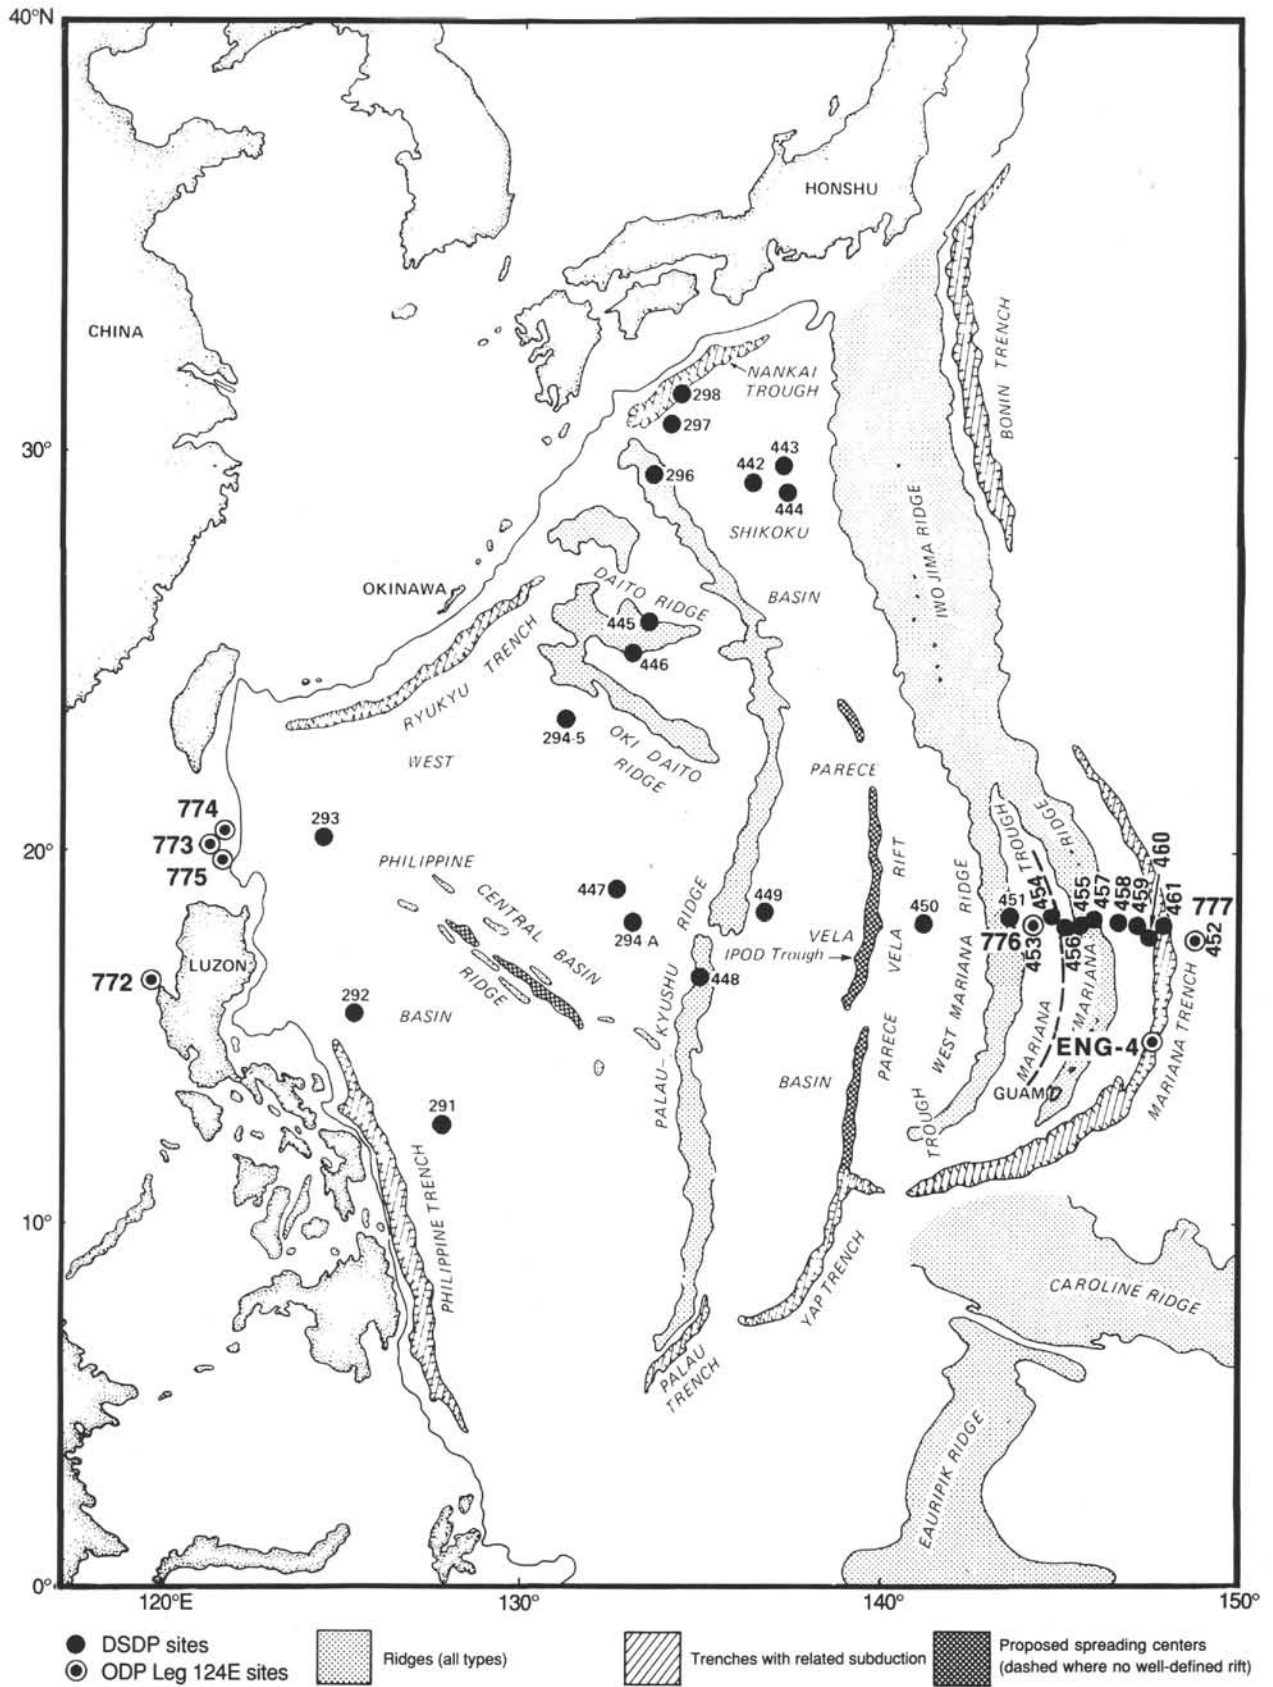 40°N
HONSHU
CHINA
BONIN TRENCH
NANKAI
TROUGH
298
297
30°
443
442
296
444
SHIKOKU
IWO JIMA RIDGE
OKINAWA
DAITO RIDGE
BASIN
445
446
RYUKYU TRENCH
294-5
OKI DAITO
RIDGE
WEST
PARECE
774
773
775
293
20°
TROUGH
RIDGE
460
PHILIPPINE
447
294 A
CENTRAL
BASIN
RIDGE
449
VELA
IPOD Trough
450
451
776
453
454
456
455
457
458
459
461
777
452
LUZON
772
448
292
BASIN
PALAU-KYUSHU RIDGE
PARECE VELA RIFT
WEST MARIANA RIDGE
MARIANA
MARIANA
ENG-4
MARIANA TRENCH
BASIN
GUAM
TROUGH
291
PHILIPPINE TRENCH
10°
YAP TRENCH
CAROLINE RIDGE
PALAU
TRENCH
EAURIPIK RIDGE
0°
120°E
130°
140°
150°
DSDP sites
ODP Leg 124E sites
Ridges (all types)
Trenches with related subduction
Proposed spreading centers
(dashed where no well-defined rift)